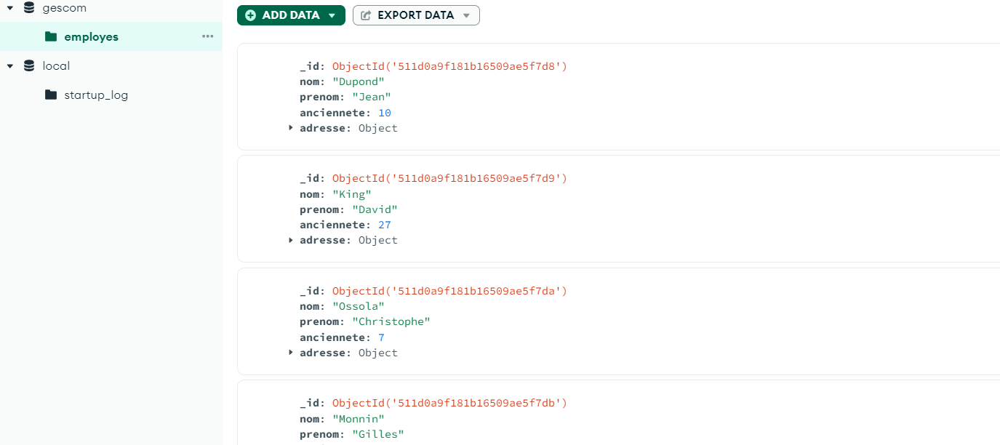 gescom
employes
local
startup_log
ADD DATA
EXPORT DATA
_id: ObjectId('511d0a9f181b16509ae5f7d8')
nom: "Dupond"
prenom: "Jean"
anciennete: 10
adresse: Object
_id: ObjectId('511d0a9f181b16509ae5f7d9')
nom: "King"
prenom: "David"
anciennete: 27
adresse: Object
_id: ObjectId('511d0a9f181b16509ae5f7da')
nom: "Ossola"
prenom: "Christophe"
anciennete: 7
adresse: Object
_id: ObjectId('511d0a9f181b16509ae5f7db')
nom: "Monnin"
prenom: "Gilles"